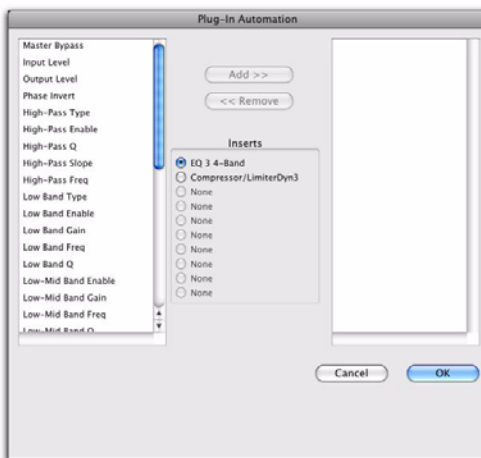 Plug-In Automation
Master Bypass
Input Level
Output Level
Phase Invert
High-Pass Type
High-Pass Enable
High-Pass Q
High-Pass Slope
High-Pass Freq
Low Band Type
Low Band Enable
Low Band Gain
Low Band Freq
Low Band Q
Low-Mid Band Enable
Low-Mid Band Gain
Low-Mid Band Freq
Low-Mid Band Q
Add >>
<< Remove
Inserts
EQ 3 4-Band
Compressor/LimiterDyn3
None
None
None
None
None
None
None
None
Cancel
OK